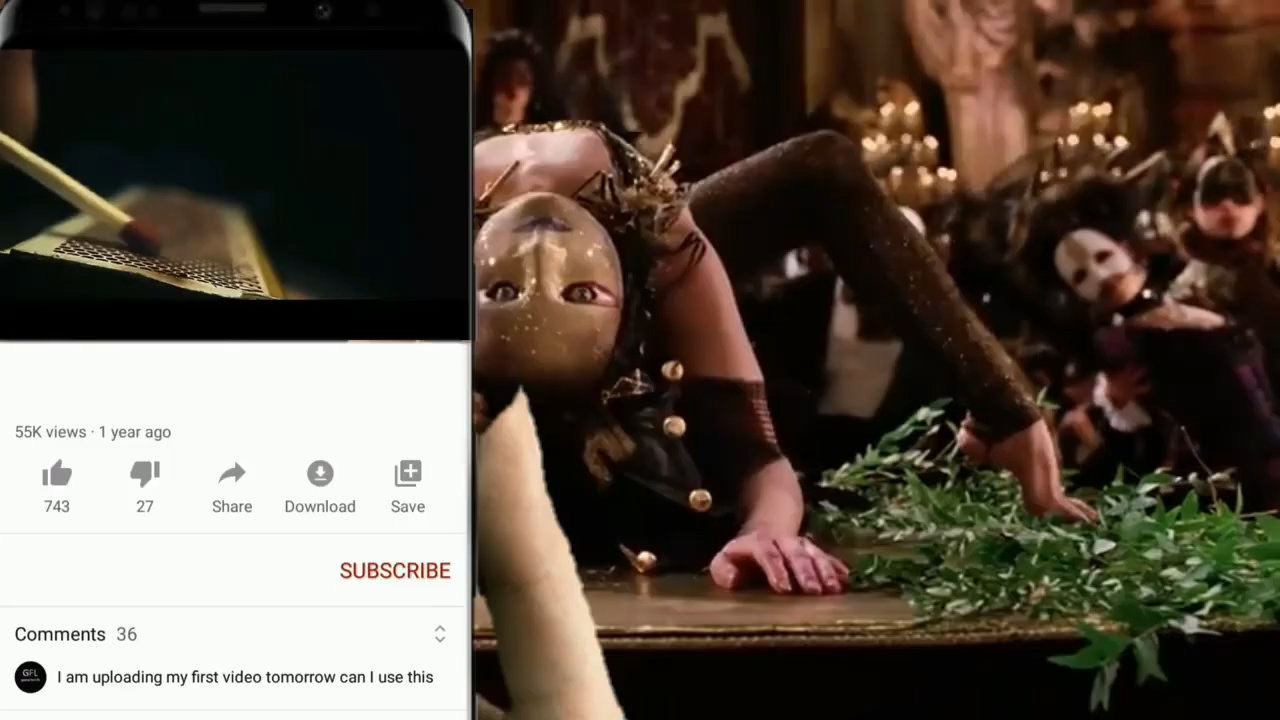 55K views · 1 year ago
743
27
Share
Download
Save
SUBSCRIBE
Comments 36
GFL
I am uploading my first video tomorrow can I use this